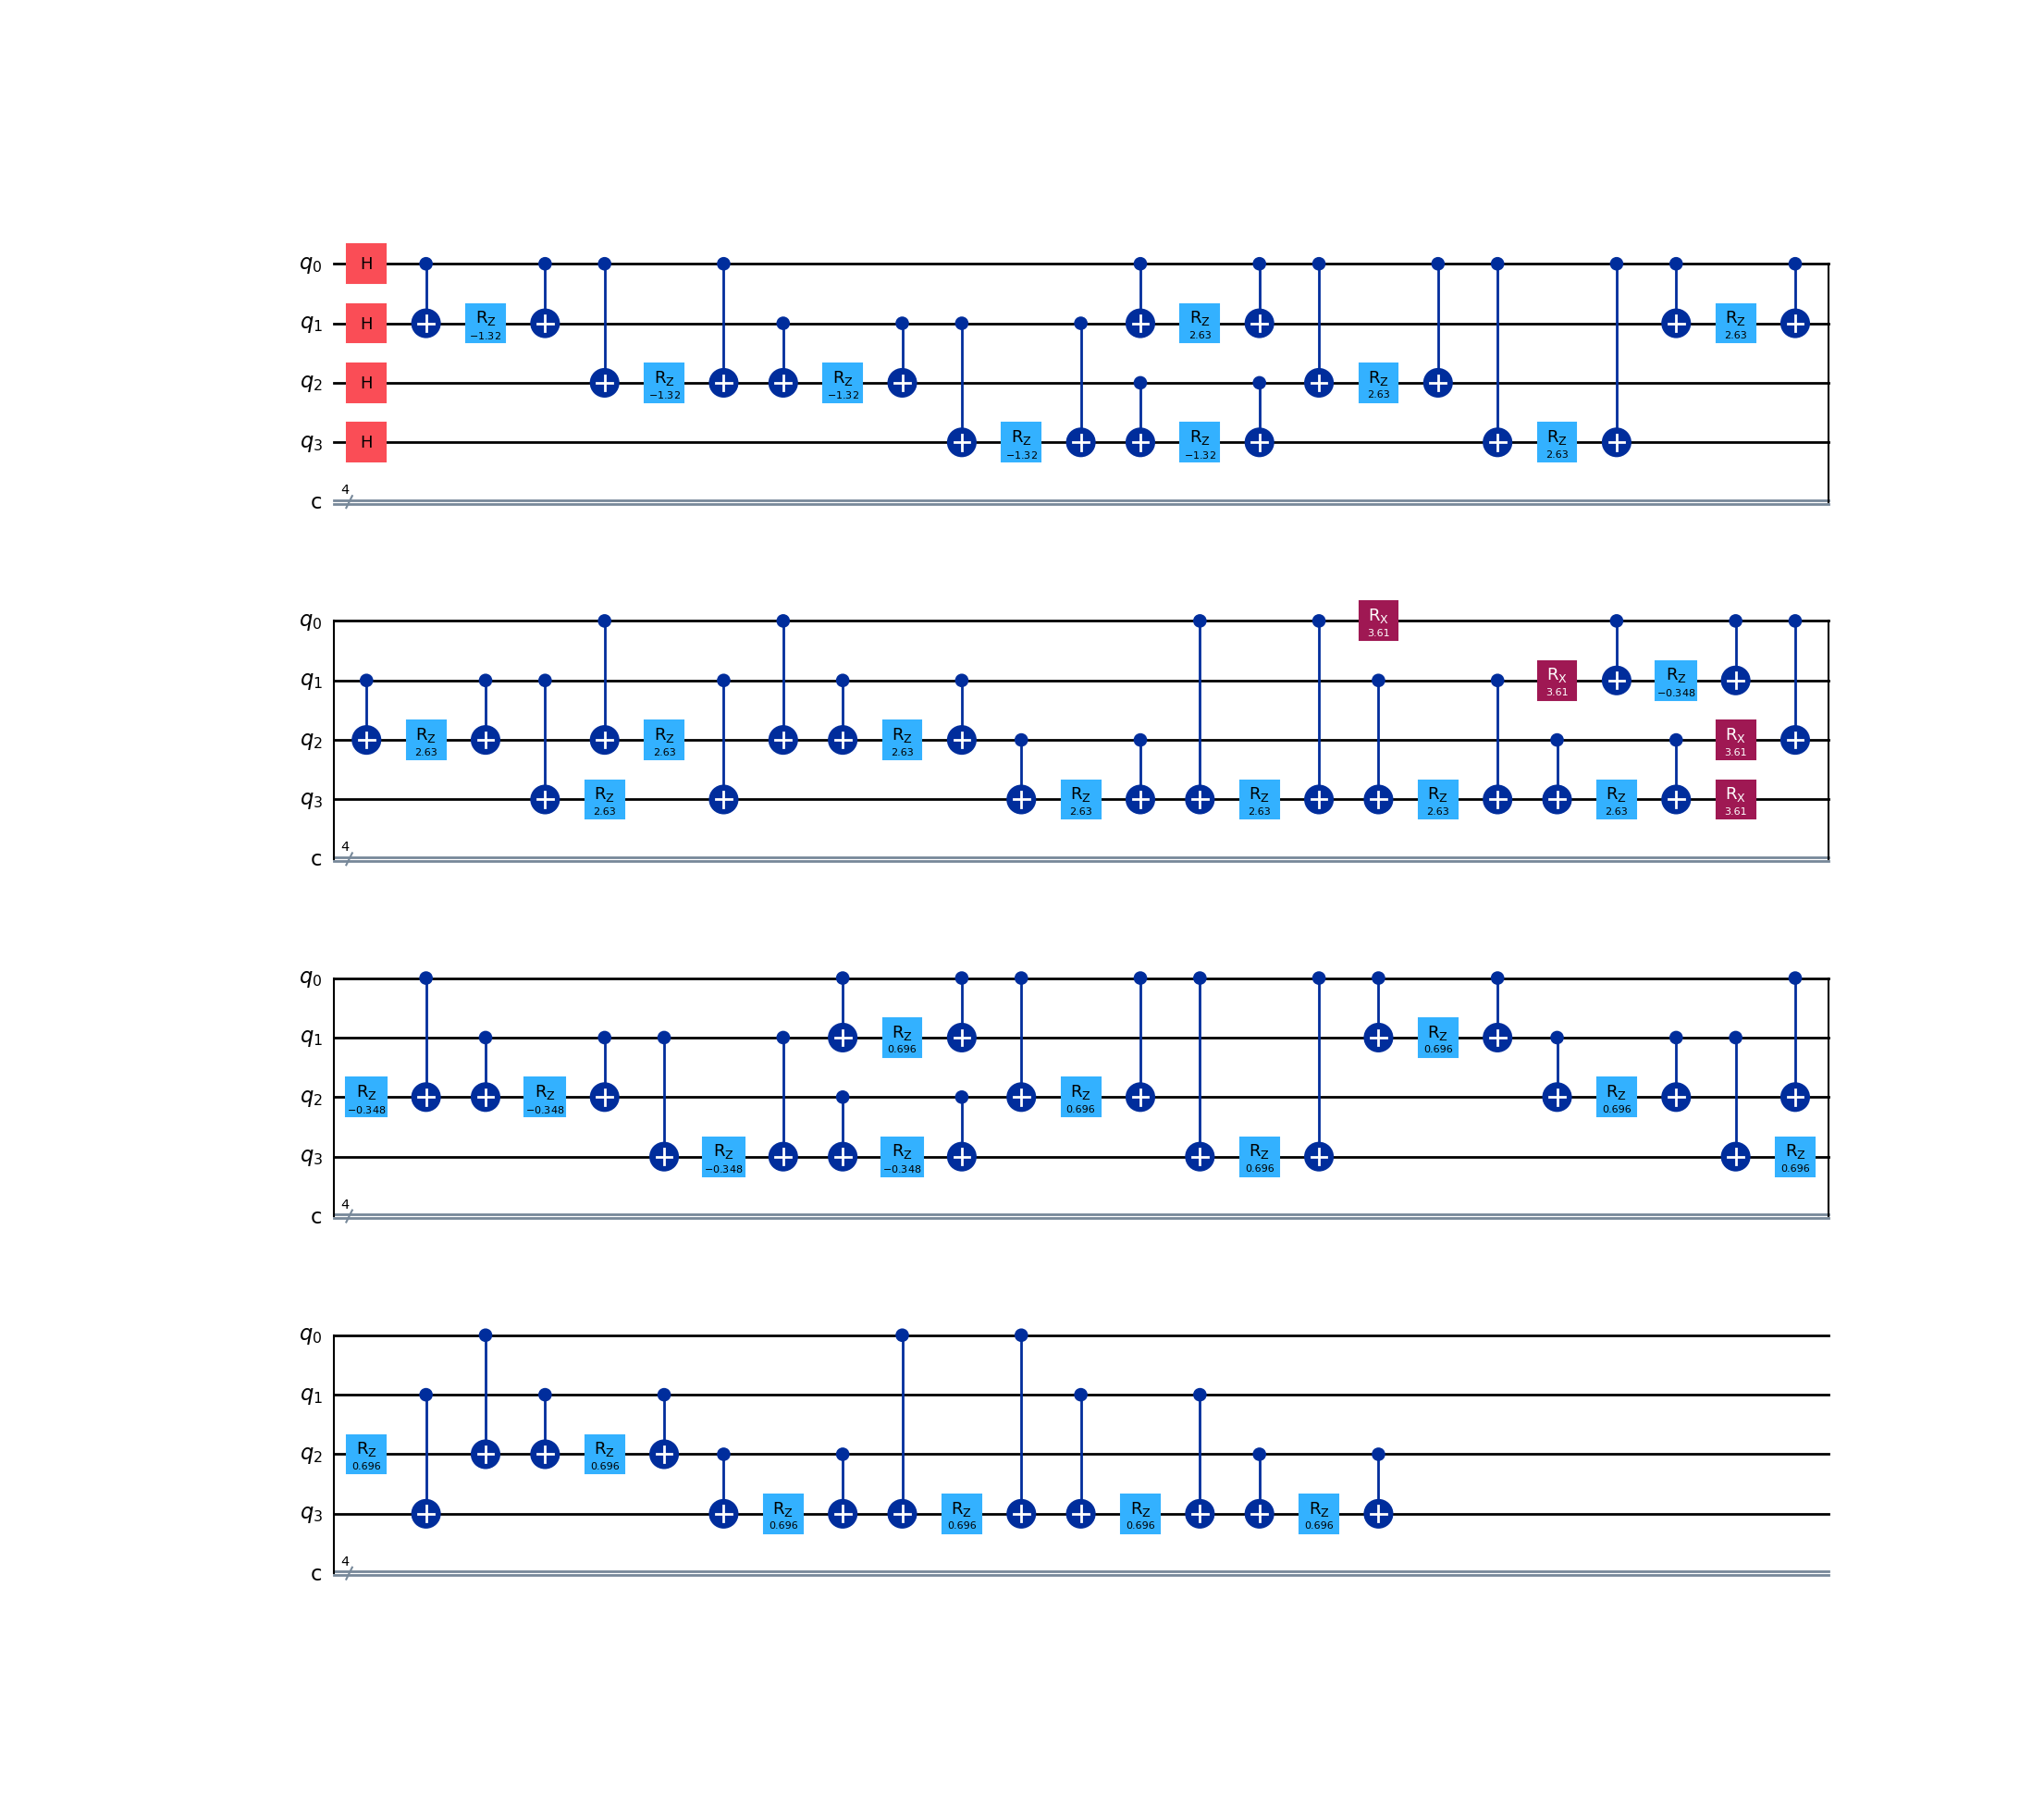 q0 H
q1 H RZ −1.32 RZ 2.63 RZ 2.63
q2 H RZ −1.32 RZ −1.32 RZ 2.63
q3 H RZ −1.32 RZ −1.32 RZ 2.63
c 4
q0 RX 3.61
q1 RX 3.61 RZ −0.348
q2 RZ 2.63 RZ 2.63 RZ 2.63 RX 3.61
q3 RZ 2.63 RZ 2.63 RZ 2.63 RZ 2.63 RZ 2.63 RX 3.61
c 4
q0
q1 RZ 0.696 RZ 0.696
q2 RZ −0.348 RZ −0.348 RZ 0.696 RZ 0.696
q3 RZ −0.348 RZ −0.348 RZ 0.696 RZ 0.696
c 4
q0
q1
q2 RZ 0.696 RZ 0.696
q3 RZ 0.696 RZ 0.696 RZ 0.696 RZ 0.696
c 4